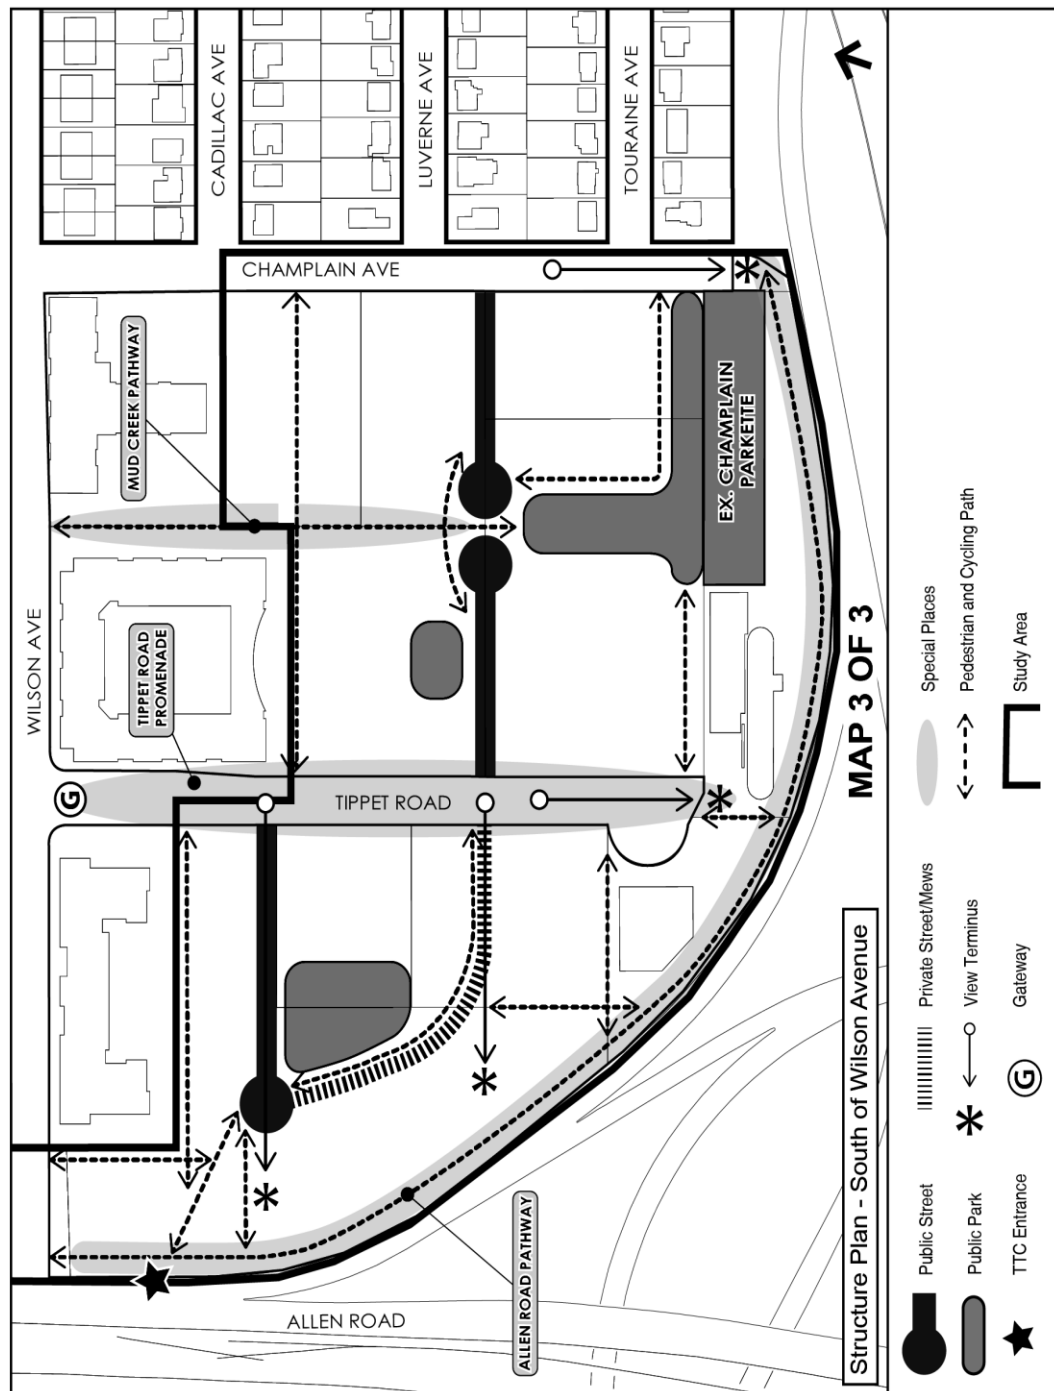 CADILLAC AVE
LUVERNE AVE
TOURAINE AVE
CHAMPLAIN AVE
MUD CREEK PATHWAY
EX. CHAMPLAIN
PARKETTE
WILSON AVE
TIPPET ROAD
PROMENADE
G
TIPPET ROAD
ALLEN ROAD PATHWAY
ALLEN ROAD
MAP 3 OF 3
Structure Plan - South of Wilson Avenue
Public Street
Private Street/Mews
Special Places
Public Park
View Terminus
Pedestrian and Cycling Path
TTC Entrance
G
Gateway
Study Area